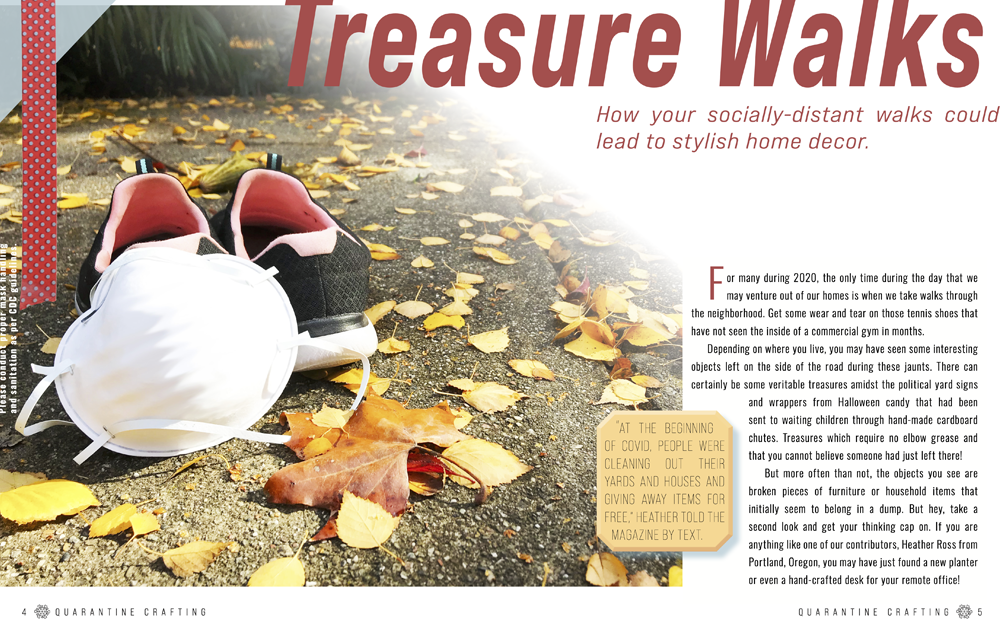 Treasure Walks
How your socially-distant walks could
lead to stylish home decor.
Please conduct proper mask handling
and sanitation as per CDC guidelines.
For many during 2020, the only time during the day that we
may venture out of our homes is when we take walks through
the neighborhood. Get some wear and tear on those tennis shoes that
have not seen the inside of a commercial gym in months.
Depending on where you live, you may have seen some interesting
objects left on the side of the road during these jaunts. There can
certainly be some veritable treasures amidst the political yard signs
and wrappers from Halloween candy that had been
sent to waiting children through hand-made cardboard
chutes. Treasures which require no elbow grease and
that you cannot believe someone had just left there!
But more often than not, the objects you see are
broken pieces of furniture or household items that
initially seem to belong in a dump. But hey, take a
second look and get your thinking cap on. If you are
anything like one of our contributors, Heather Ross from
Portland, Oregon, you may have just found a new planter
or even a hand-crafted desk for your remote office!
"AT THE BEGINNING
OF COVID, PEOPLE WERE
CLEANING OUT THEIR
YARDS AND HOUSES AND
GIVING AWAY ITEMS FOR
FREE," HEATHER TOLD THE
MAGAZINE BY TEXT.
4 QUARANTINE CRAFTING
QUARANTINE CRAFTING 5